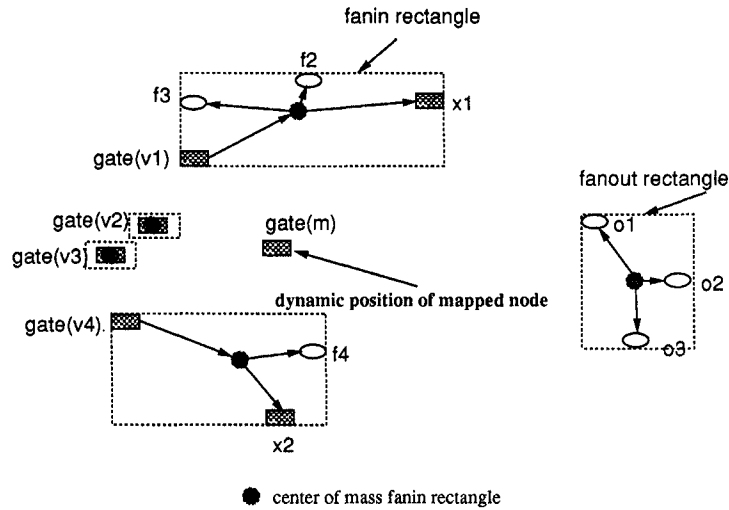 fanin rectangle
f2
f3
x1
gate(v1)
fanout rectangle
gate(v2)
gate(m)
o1
gate(v3)
o2
dynamic position of mapped node
gate(v4).
f4
o3
x2
center of mass fanin rectangle